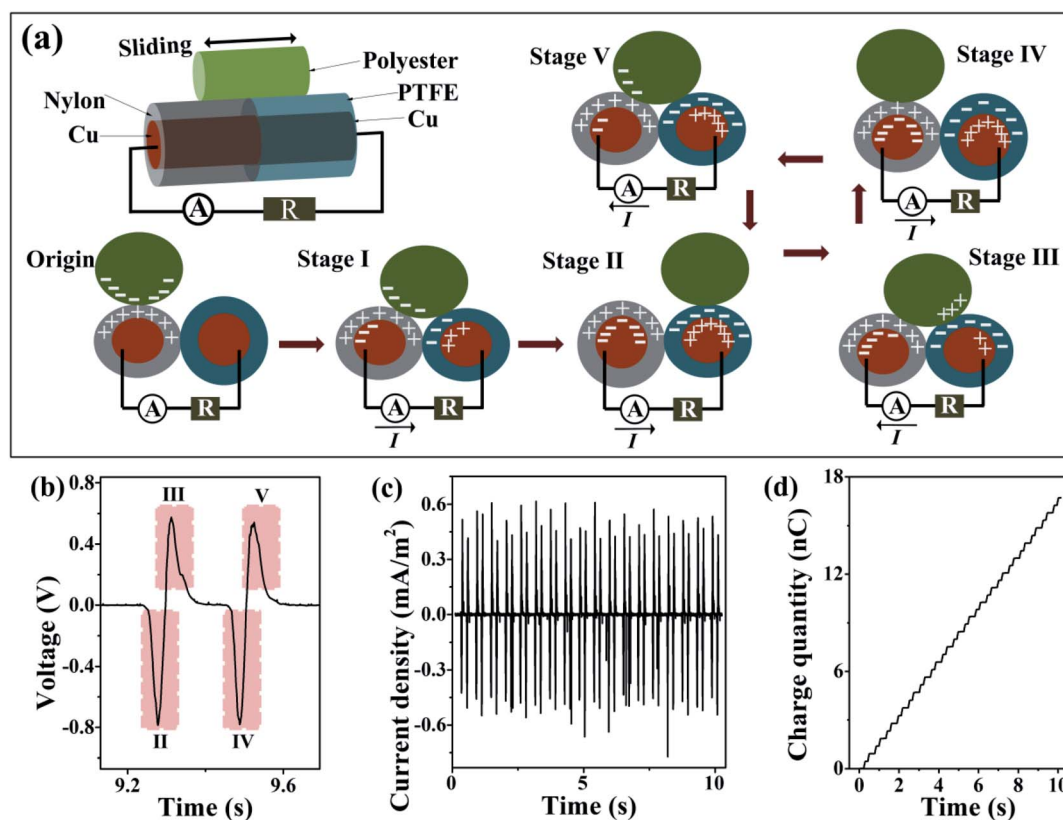 (a)
Sliding
Polyester
Nylon
PTFE
Cu
Cu
A
R
Stage V
Stage IV
A
R
I
A
R
I
Origin
Stage I
Stage II
Stage III
A
R
A
R
I
A
R
I
A
R
I
(b)
0.8
0.4
0.0
-0.4
-0.8
Voltage (V)
III
V
II
IV
9.2
9.6
Time (s)
(c)
0.6
0.3
0.0
-0.3
-0.6
Current density (mA/m²)
0
5
10
Time (s)
(d)
18
12
6
0
Charge quantity (nC)
0
2
4
6
8
10
Time (s)